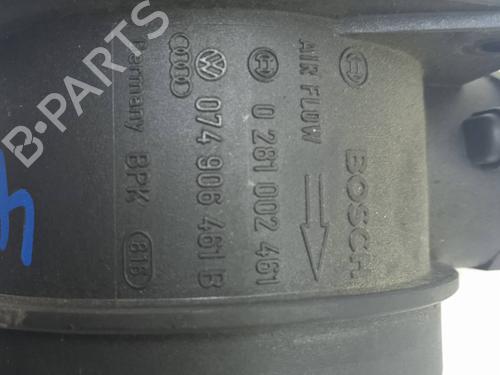 BOSCH
AIR FLOW
0 281 002 461
074 906 461 B
Germany BPK 816
B-PARTS